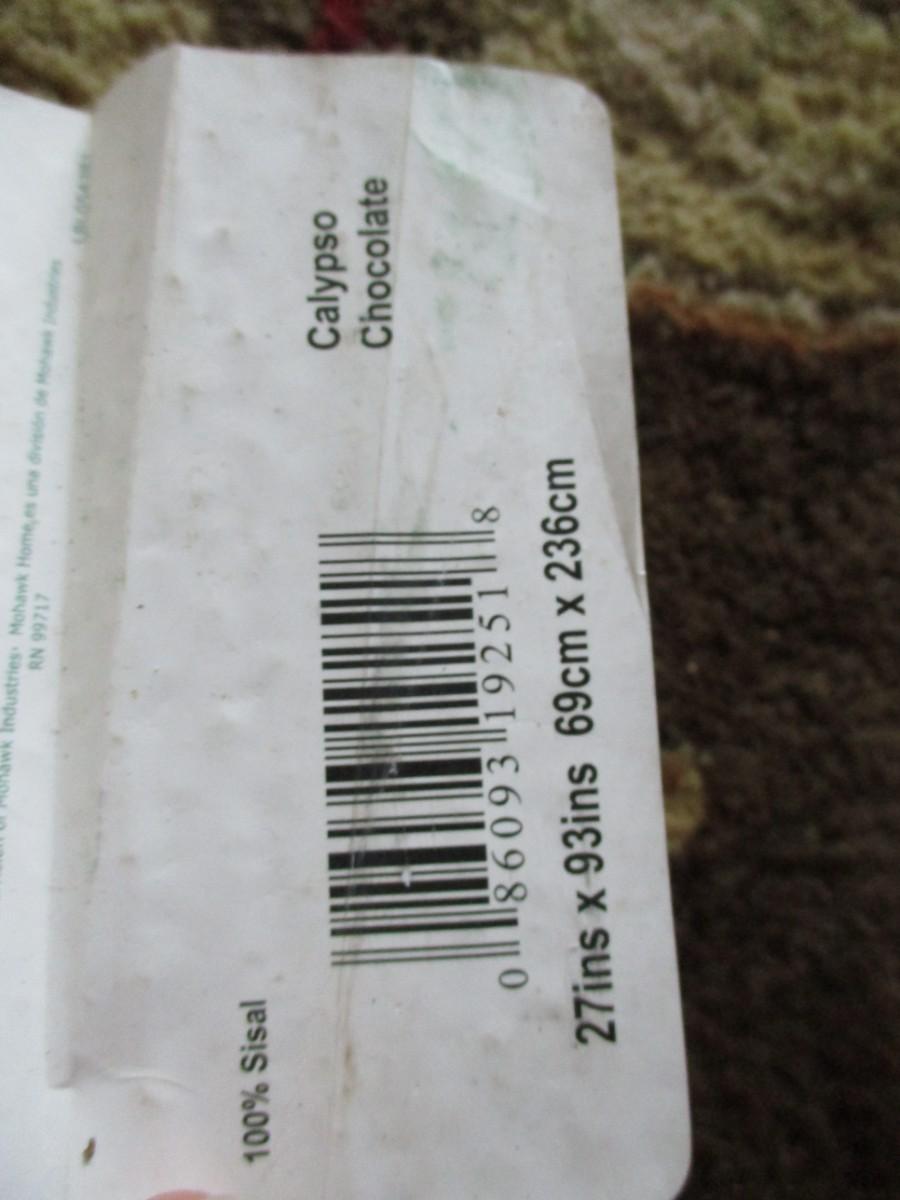 Mohawk Industries· Mohawk Home, es una división de Mohawk Industries
RN 99717
100% Sisal
Calypso
Chocolate
0 86093 19251 8
27ins x 93ins 69cm x 236cm